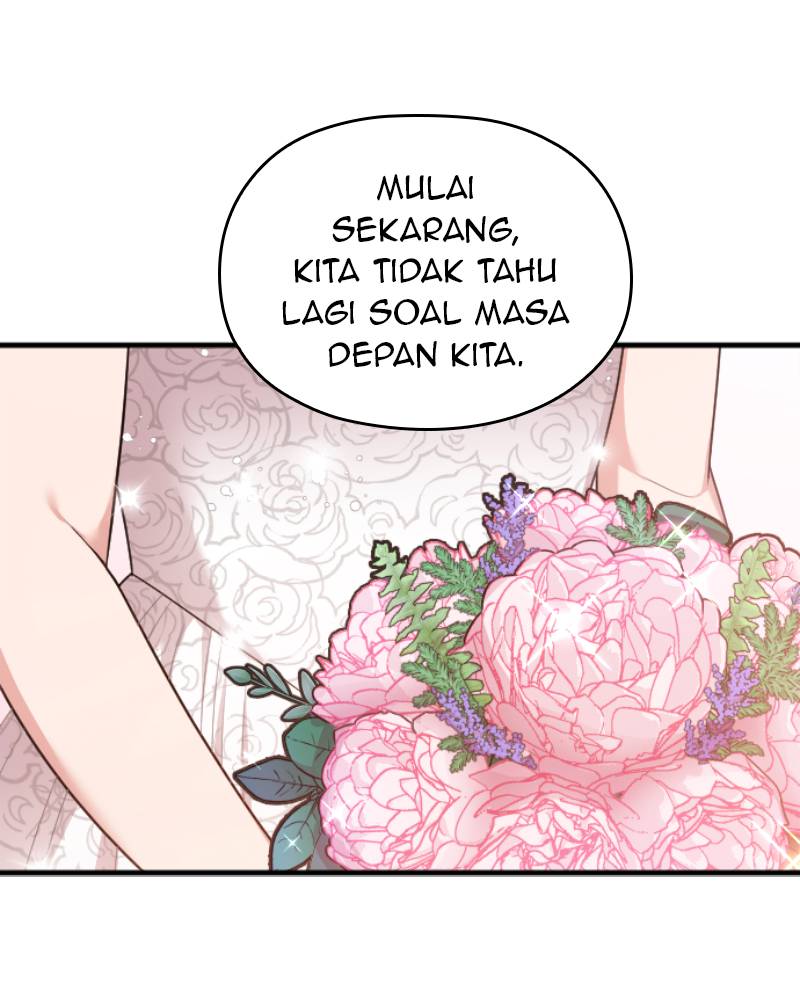 MULAI
SEKARANG,
KITA TIDAK TAHU
LAGI SOAL MASA
DEPAN KITA.